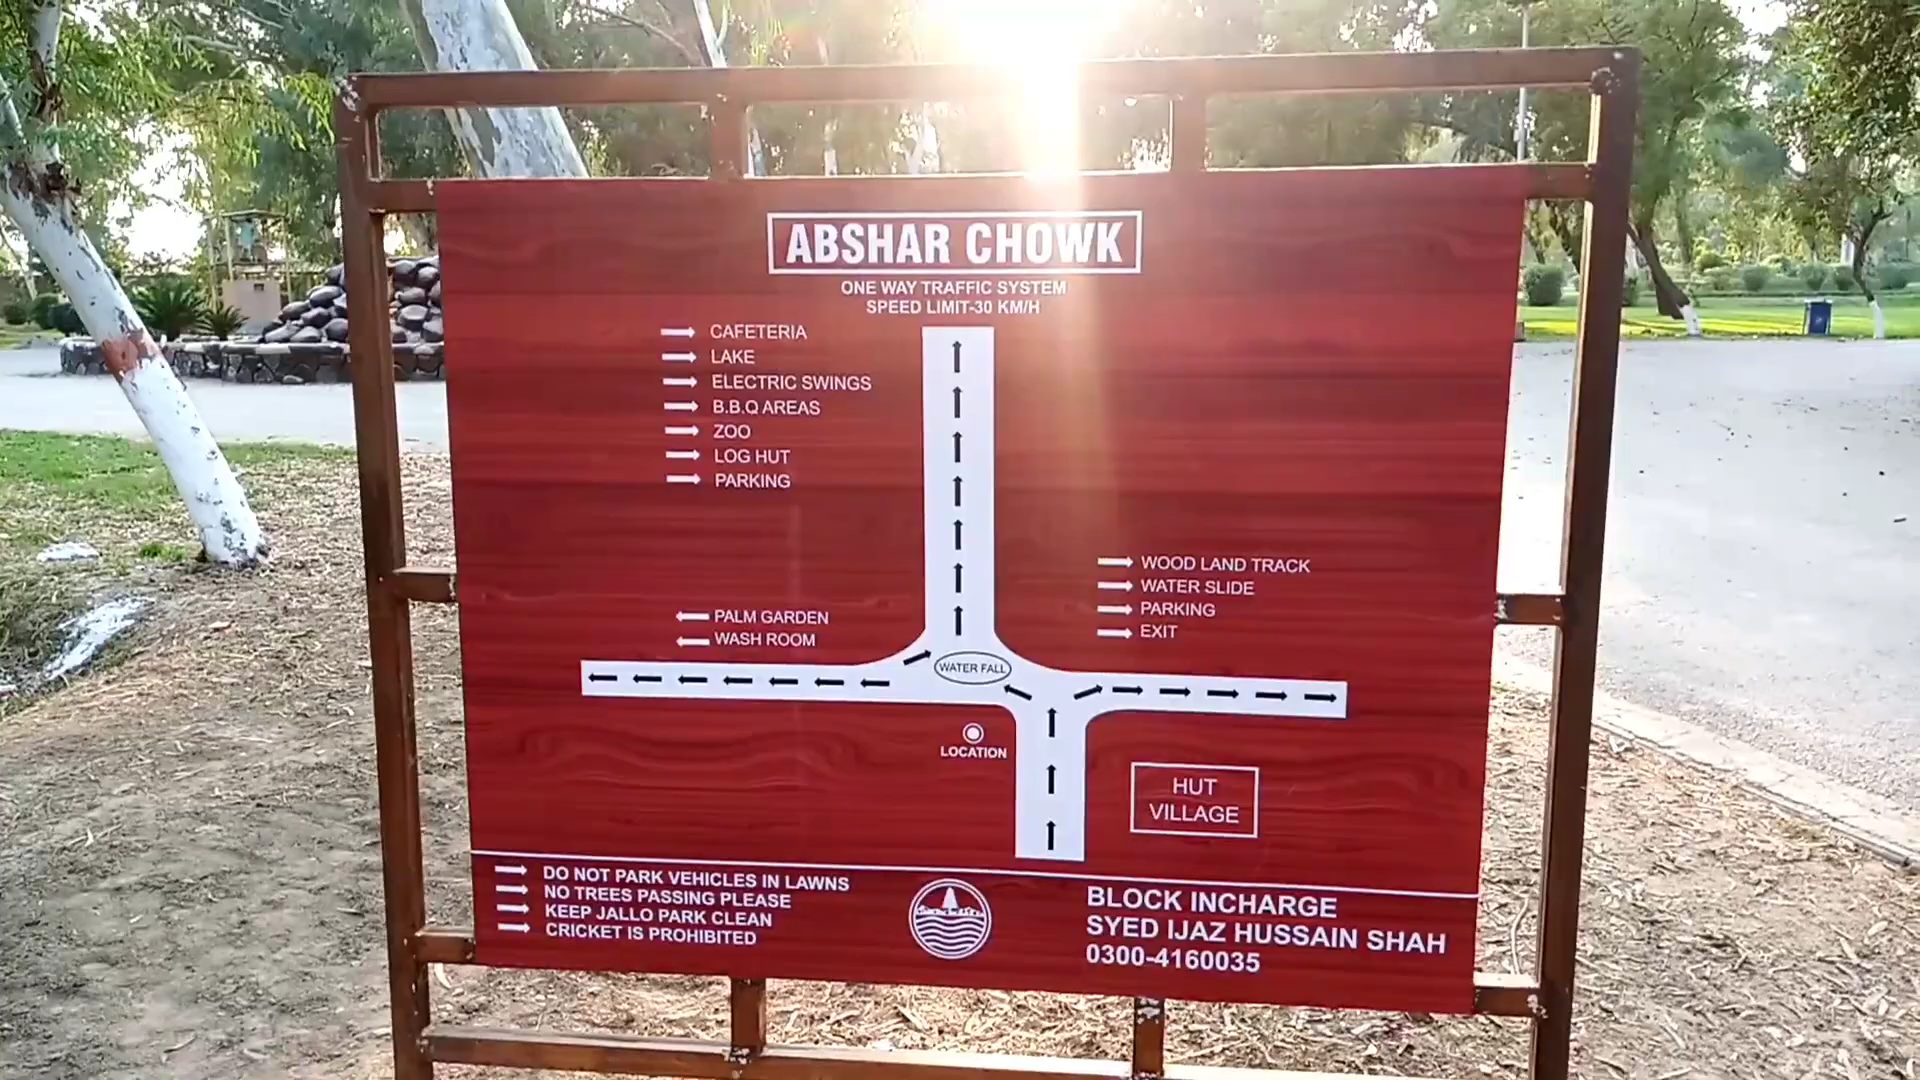 ABSHAR CHOWK
ONE WAY TRAFFIC SYSTEM
SPEED LIMIT-30 KM/H
CAFETERIA
LAKE
ELECTRIC SWINGS
B.B.Q AREAS
ZOO
LOG HUT
PARKING
WOOD LAND TRACK
WATER SLIDE
PARKING
EXIT
PALM GARDEN
WASH ROOM
WATER FALL
LOCATION
HUT
VILLAGE
DO NOT PARK VEHICLES IN LAWNS
NO TREES PASSING PLEASE
KEEP JALLO PARK CLEAN
CRICKET IS PROHIBITED
BLOCK INCHARGE
SYED IJAZ HUSSAIN SHAH
0300-4160035